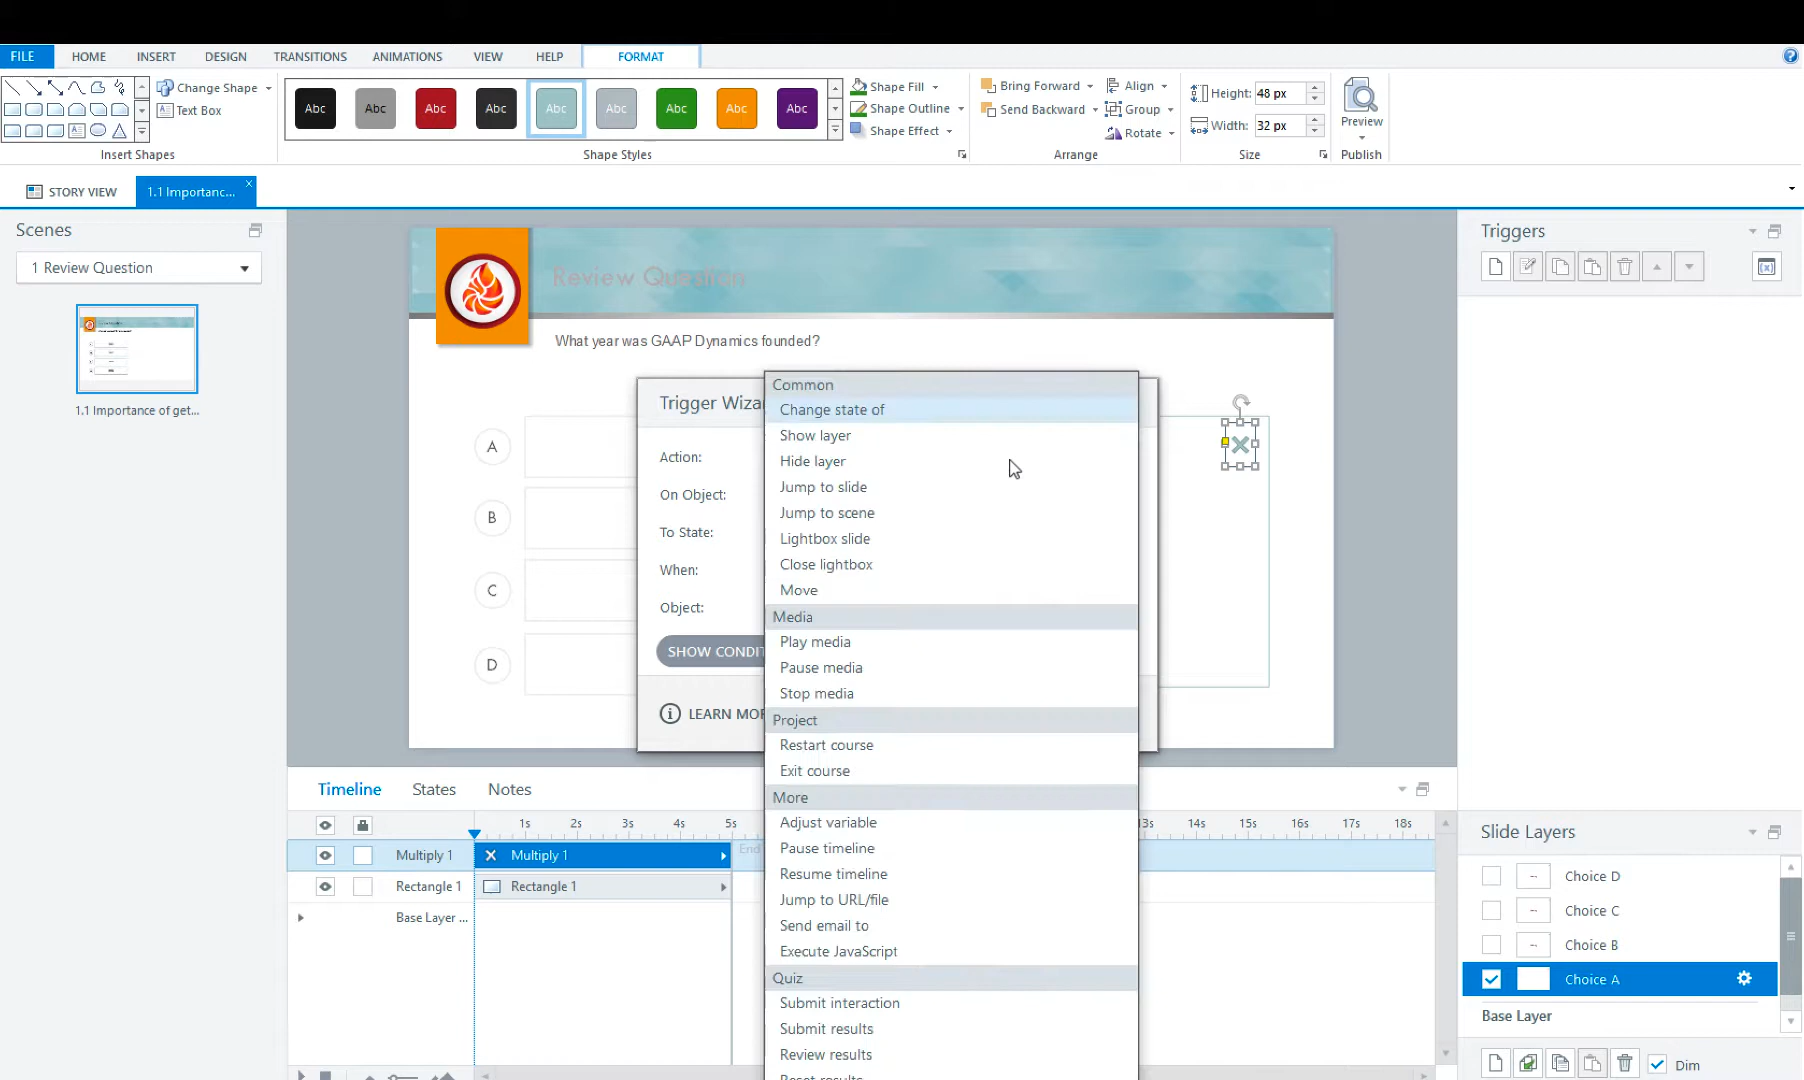 FILE HOME INSERT DESIGN TRANSITIONS ANIMATIONS VIEW HELP FORMAT
Change Shape
Text Box
Insert Shapes
Abc Abc Abc Abc Abc Abc Abc Abc Abc
Shape Styles
Shape Fill
Shape Outline
Shape Effect
Bring Forward
Send Backward
Align
Group
Rotate
Arrange
Height: 48 px
Width: 32 px
Size
Preview
Publish
STORY VIEW
1.1 Importanc...
Scenes
1 Review Question
1.1 Importance of get...
Review Question
What year was GAAP Dynamics founded?
A
B
C
D
Trigger Wiza
Action:
On Object:
To State:
When:
Object:
SHOW CONDIT
LEARN MOR
Common
Change state of
Show layer
Hide layer
Jump to slide
Jump to scene
Lightbox slide
Close lightbox
Move
Media
Play media
Pause media
Stop media
Project
Restart course
Exit course
More
Adjust variable
Pause timeline
Resume timeline
Jump to URL/file
Send email to
Execute JavaScript
Quiz
Submit interaction
Submit results
Review results
Reset results
Triggers
Timeline States Notes
1s 2s 3s 4s 5s 13s 14s 15s 16s 17s 18s
Multiply 1 Multiply 1 End
Rectangle 1 Rectangle 1
Base Layer ...
Slide Layers
Choice D
Choice C
Choice B
Choice A
Base Layer
Dim